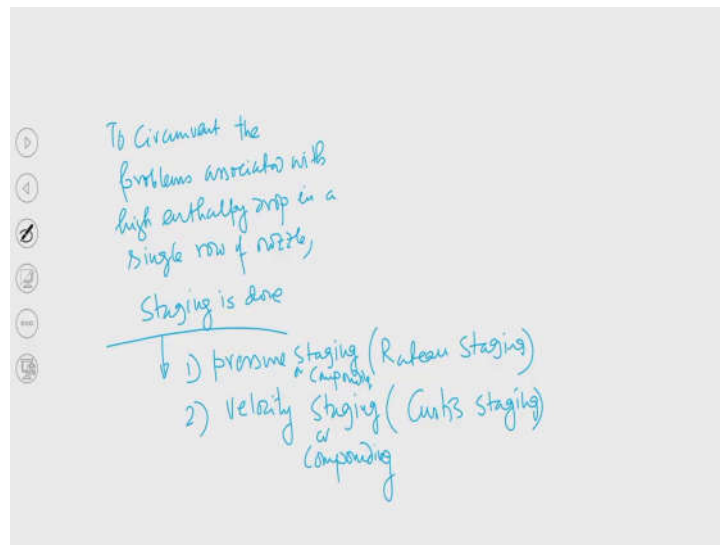 To Circumvent the
problems associated with
high enthalpy drop in a
single row of nozzle,
Staging is done
1) pressure Staging (Rateau Staging)
or Compounding
2) Velocity Staging (Curtis Staging)
or
Compounding